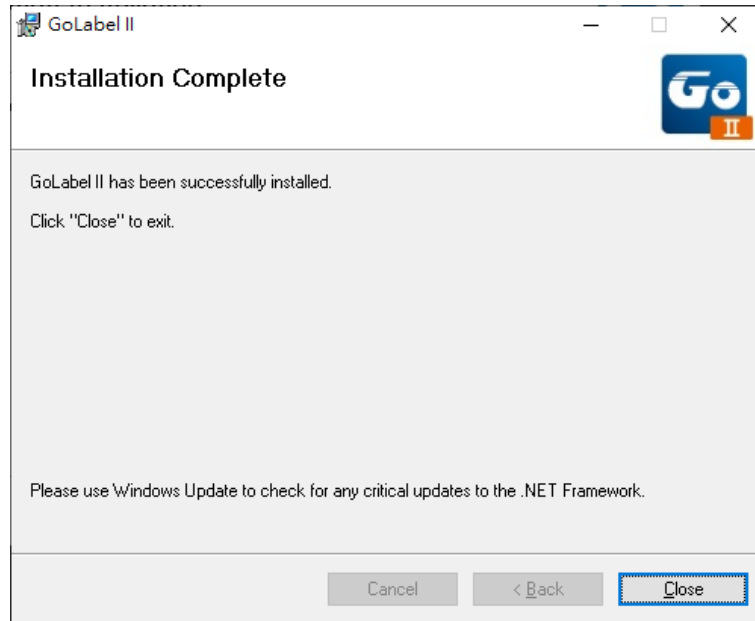 GoLabel II
Installation Complete
Go
II
GoLabel II has been successfully installed.
Click "Close" to exit.
Please use Windows Update to check for any critical updates to the .NET Framework.
Cancel
< Back
Close